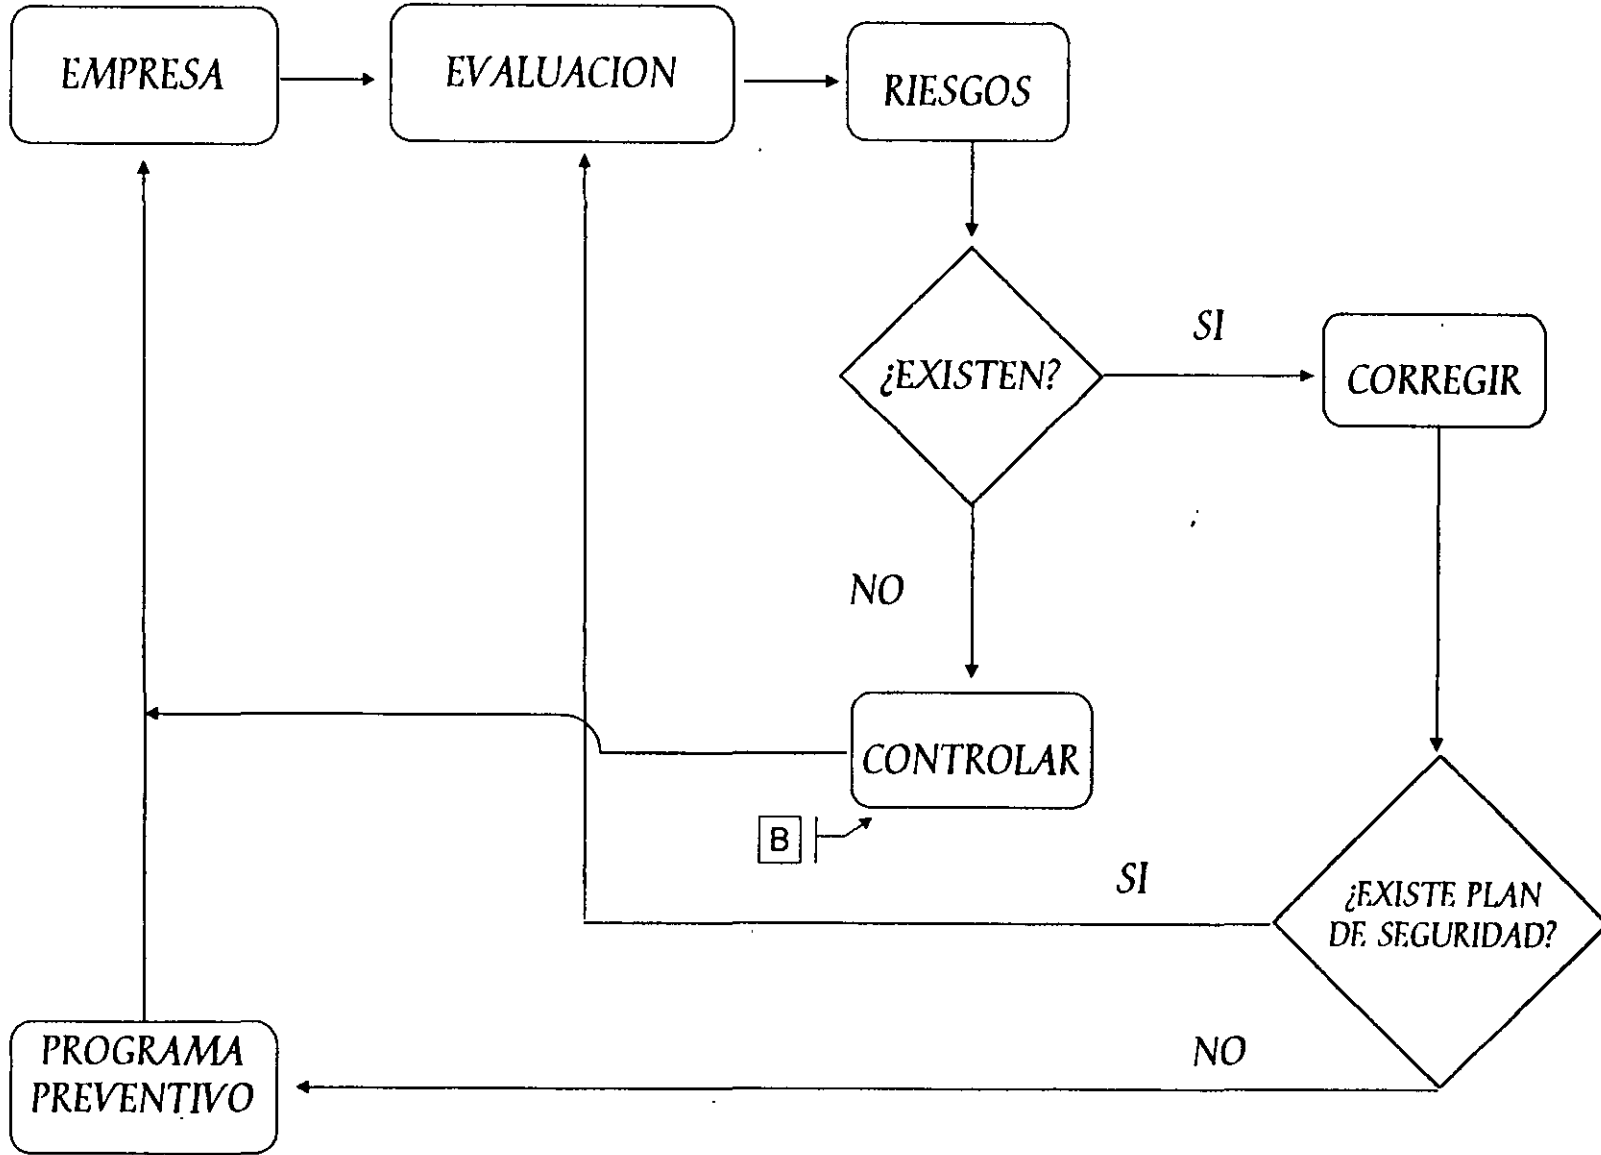 EMPRESA
EVALUACION
RIESGOS
¿EXISTEN?
SI
CORREGIR
NO
CONTROLAR
B
SI
¿EXISTE PLAN
DE SEGURIDAD?
NO
PROGRAMA
PREVENTIVO